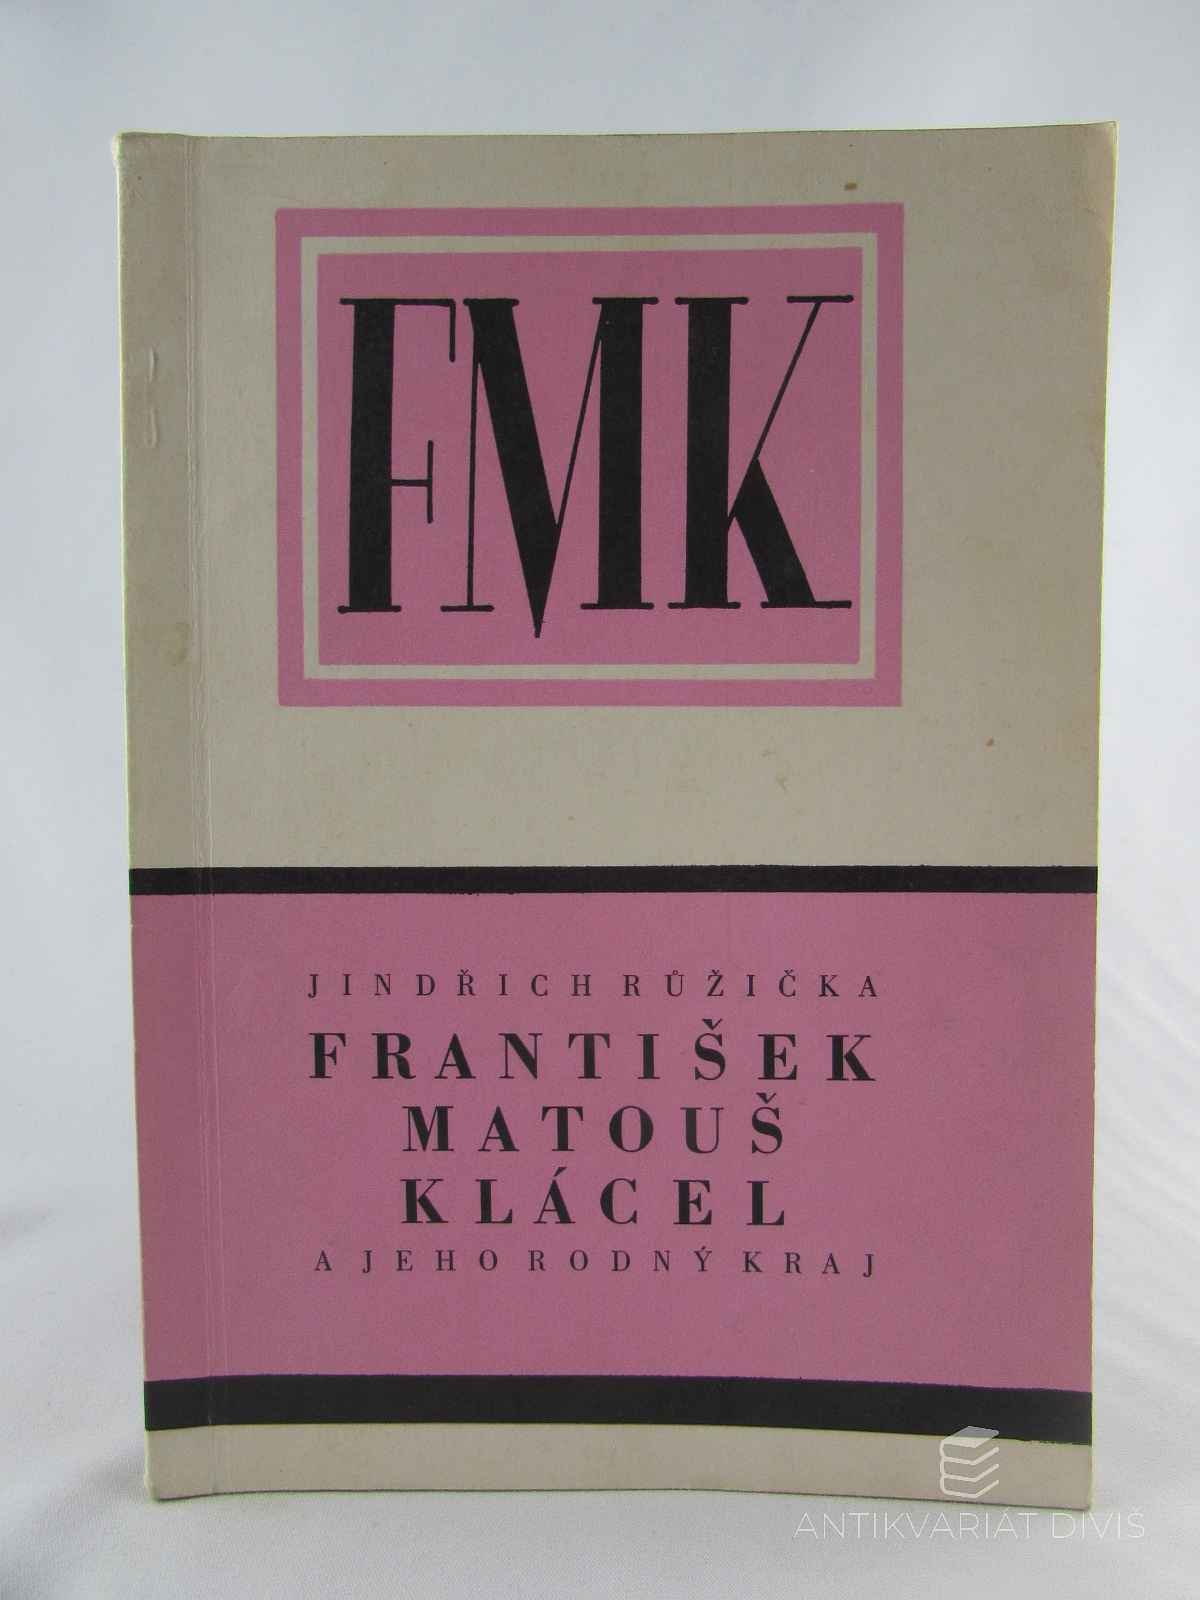 FMK
JINDŘICH RŮŽIČKA
FRANTIŠEK
MATOUŠ
KLÁCEL
A JEHO RODNÝ KRAJ
ANTIKVARIÁT DIVIŠ